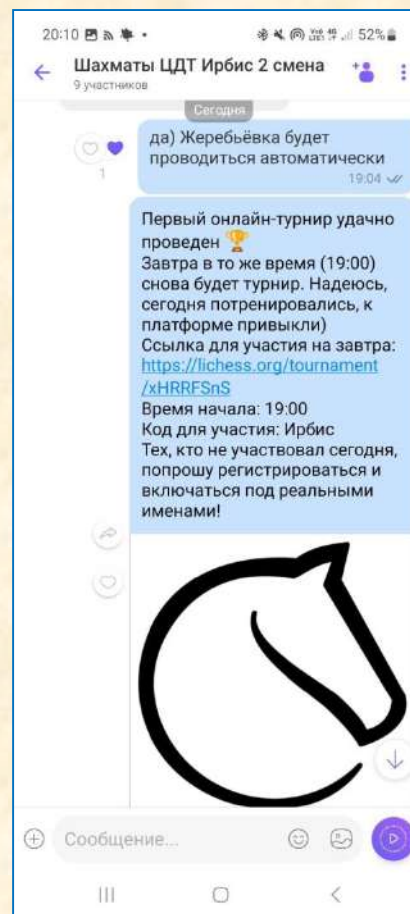 20:10
52%
Шахматы ЦДТ Ирбис 2 смена
9 участников
Сегодня
да) Жеребьёвка будет
проводиться автоматически
19:04
1
Первый онлайн-турнир удачно
проведен 🏆
Завтра в то же время (19:00)
снова будет турнир. Надеюсь,
сегодня потренировались, к
платформе привыкли)
Ссылка для участия на завтра:
https://lichess.org/tournament
/xHRRFSnS
Время начала: 19:00
Код для участия: Ирбис
Тех, кто не участвовал сегодня,
попрошу регистрироваться и
включаться под реальными
именами!
Сообщение...